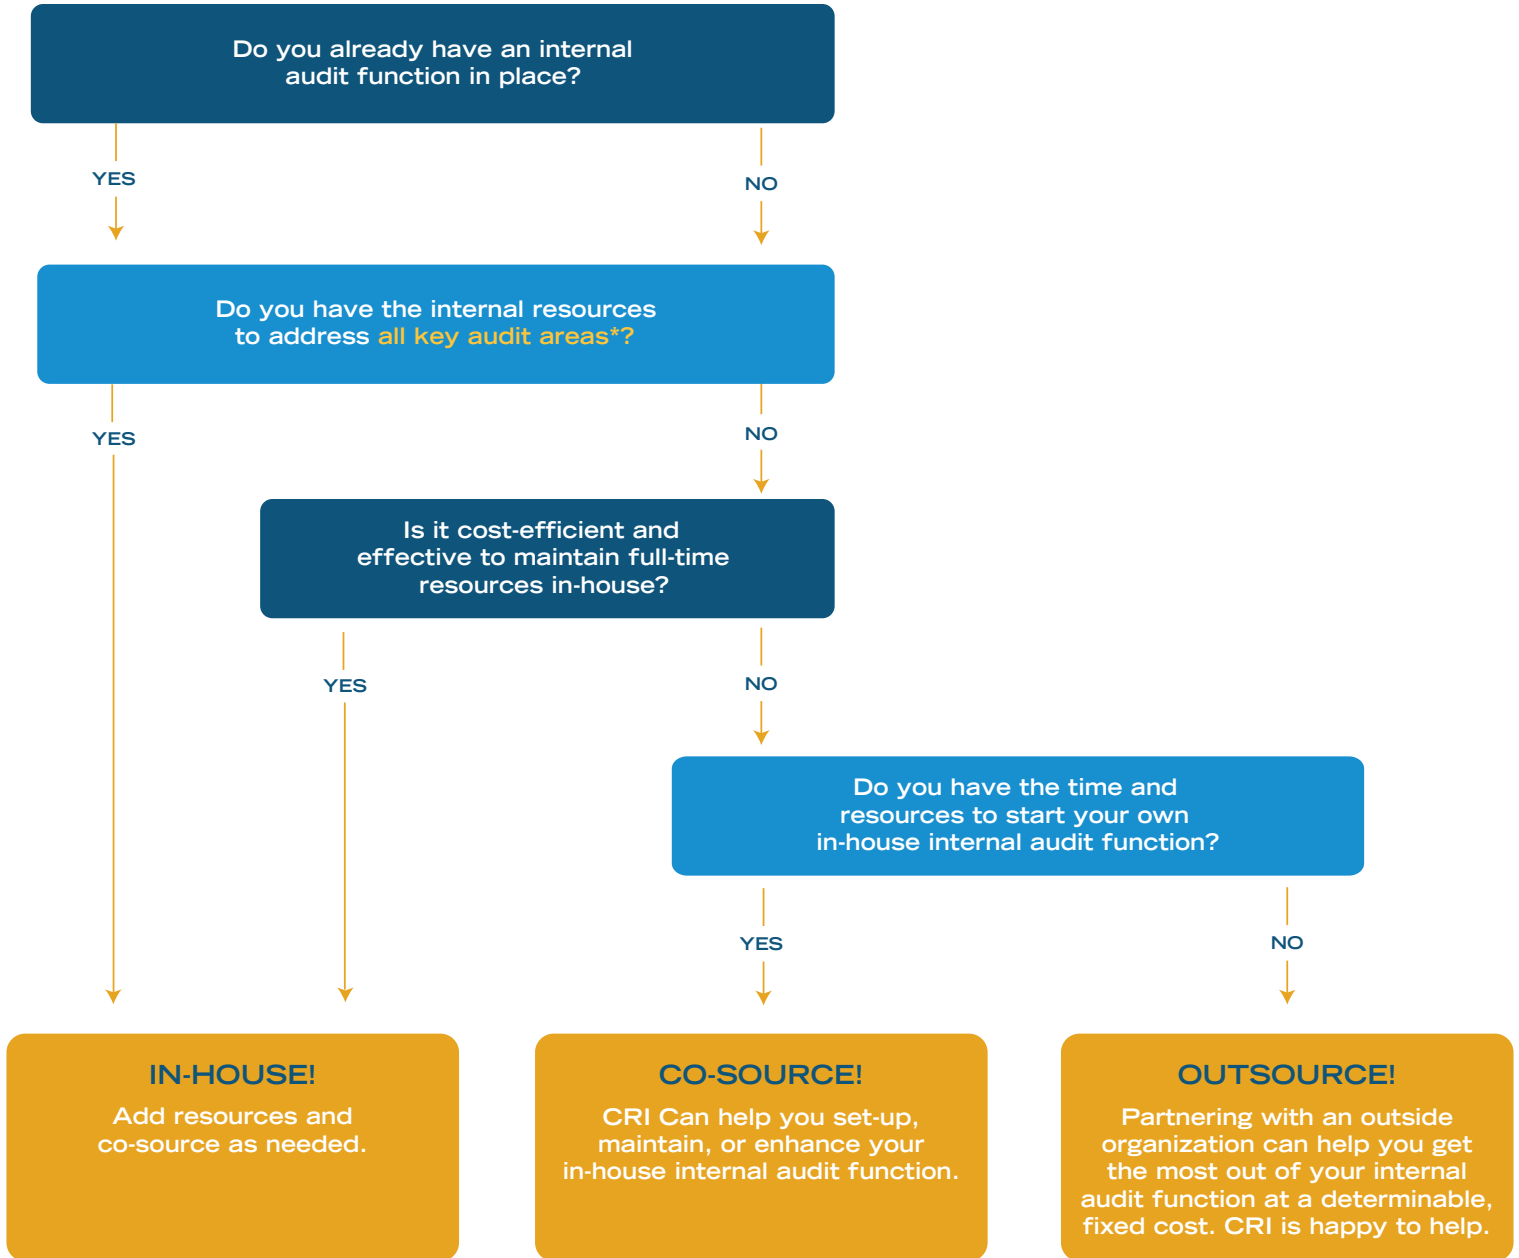 Do you already have an internal
audit function in place?
YES
NO
Do you have the internal resources
to address all key audit areas*?
YES
NO
Is it cost-efficient and
effective to maintain full-time
resources in-house?
YES
NO
Do you have the time and
resources to start your own
in-house internal audit function?
YES
NO
IN-HOUSE!
Add resources and
co-source as needed.
CO-SOURCE!
CRI Can help you set-up,
maintain, or enhance your
in-house internal audit function.
OUTSOURCE!
Partnering with an outside
organization can help you get
the most out of your internal
audit function at a determinable,
fixed cost. CRI is happy to help.